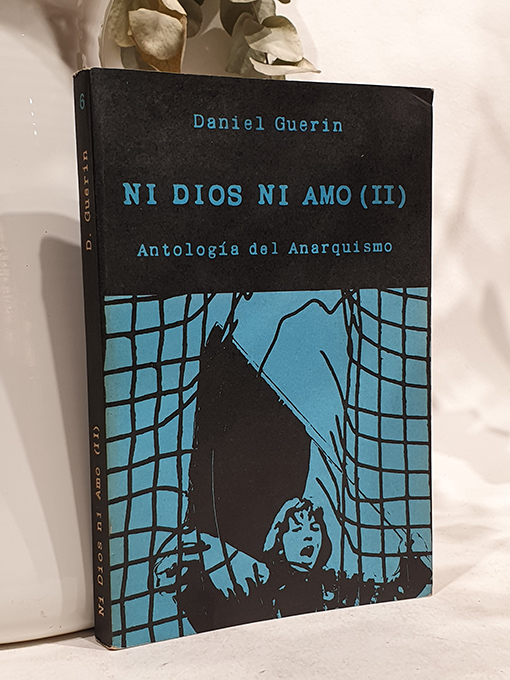 Daniel Guerin
NI DIOS NI AMO (II)
Antología del Anarquismo
6
D. Guerin
Ni Dios ni Amo (II)